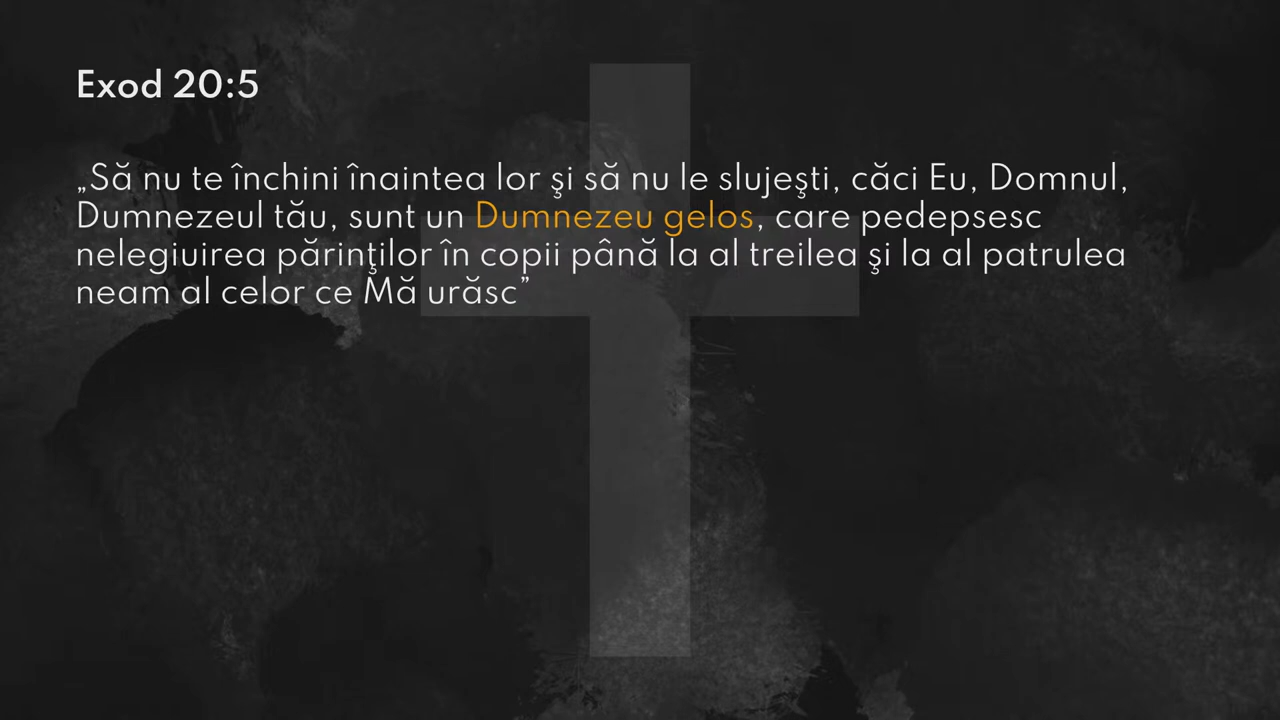 Exod 20:5
„Să nu te închini înaintea lor şi să nu le slujeşti, căci Eu, Domnul,
Dumnezeul tău, sunt un Dumnezeu gelos, care pedepsesc
nelegiuirea părinţilor în copii până la al treilea şi la al patrulea
neam al celor ce Mă urăsc”